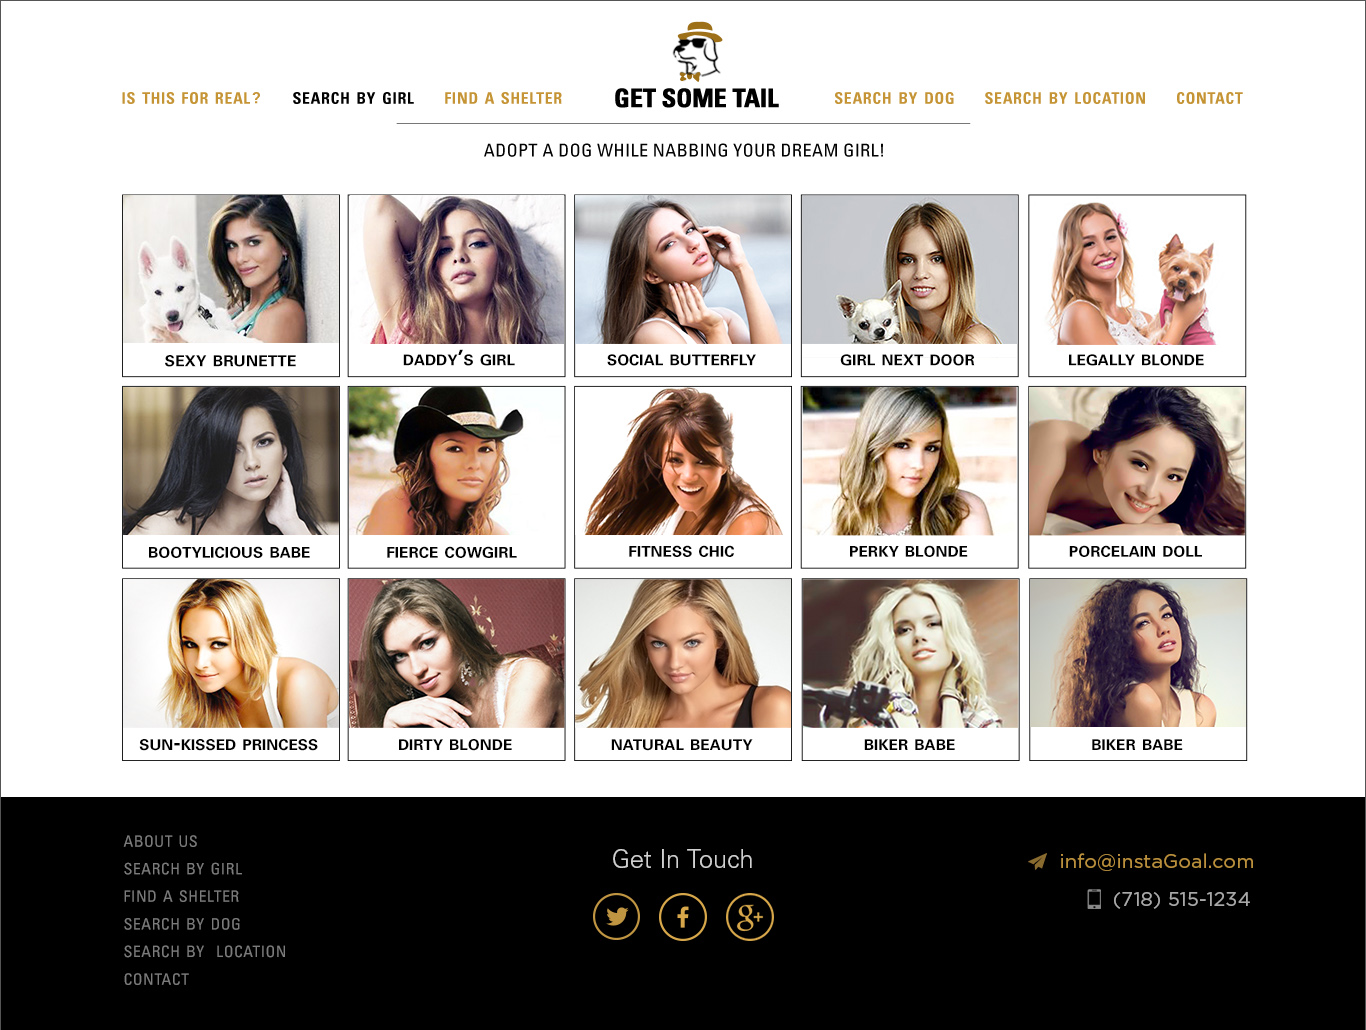 IS THIS FOR REAL?
SEARCH BY GIRL
FIND A SHELTER
GET SOME TAIL
SEARCH BY DOG
SEARCH BY LOCATION
CONTACT
ADOPT A DOG WHILE NABBING YOUR DREAM GIRL!
SEXY BRUNETTE
DADDY'S GIRL
SOCIAL BUTTERFLY
GIRL NEXT DOOR
LEGALLY BLONDE
BOOTYLICIOUS BABE
FIERCE COWGIRL
FITNESS CHIC
PERKY BLONDE
PORCELAIN DOLL
SUN-KISSED PRINCESS
DIRTY BLONDE
NATURAL BEAUTY
BIKER BABE
BIKER BABE
ABOUT US
SEARCH BY GIRL
FIND A SHELTER
SEARCH BY DOG
SEARCH BY LOCATION
CONTACT
Get In Touch
g+
info@instaGoal.com
(718) 515-1234